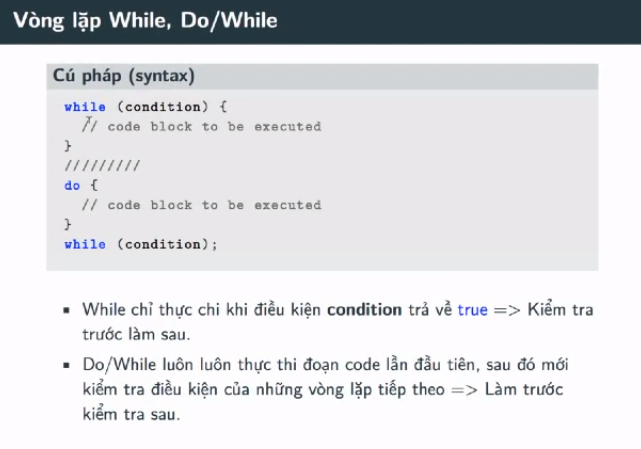 Vòng lặp While, Do/While
Cú pháp (syntax)
while (condition) {
// code block to be executed
}
/////////
do {
// code block to be executed
}
while (condition);
While chỉ thực chi khi điều kiện condition trả về true => Kiểm tra
trước làm sau.
Do/While luôn luôn thực thi đoạn code lần đầu tiên, sau đó mới
kiểm tra điều kiện của những vòng lặp tiếp theo => Làm trước
kiểm tra sau.